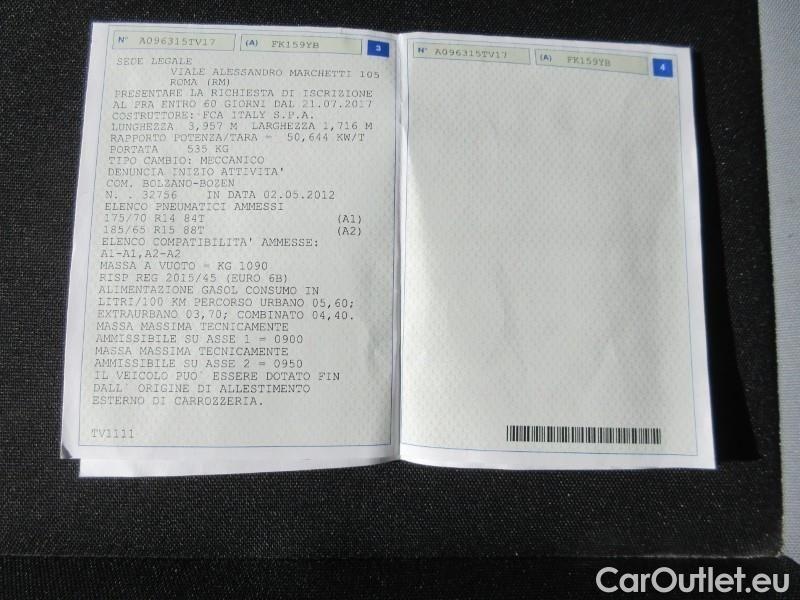 N° A096315TV17 (A) FK159YB 3
SEDE LEGALE
VIALE ALESSANDRO MARCHETTI 105
ROMA (RM)
PRESENTARE LA RICHIESTA DI ISCRIZIONE
AL PRA ENTRO 60 GIORNI DAL 21.07.2017
COSTRUTTORE: FCA ITALY S.P.A.
LUNGHEZZA 3,957 M LARGHEZZA 1,716 M
RAPPORTO POTENZA/TARA = 50,644 KW/T
PORTATA 535 KG
TIPO CAMBIO: MECCANICO
DENUNCIA INIZIO ATTIVITA'
COM. BOLZANO-BOZEN
N. . 32756 IN DATA 02.05.2012
ELENCO PNEUMATICI AMMESSI
175/70 R14 84T (A1)
185/65 R15 88T (A2)
ELENCO COMPATIBILITA' AMMESSE:
A1-A1,A2-A2
MASSA A VUOTO = KG 1090
RISP REG 2015/45 (EURO 6B)
ALIMENTAZIONE GASOL CONSUMO IN
LITRI/100 KM PERCORSO URBANO 05,60;
EXTRAURBANO 03,70; COMBINATO 04,40.
MASSA MASSIMA TECNICAMENTE
AMMISSIBILE SU ASSE 1 = 0900
MASSA MASSIMA TECNICAMENTE
AMMISSIBILE SU ASSE 2 = 0950
IL VEICOLO PUO' ESSERE DOTATO FIN
DALL' ORIGINE DI ALLESTIMENTO
ESTERNO DI CARROZZERIA.
TV1111
N° A096315TV17 (A) FK159YB 4
CarOutlet.eu